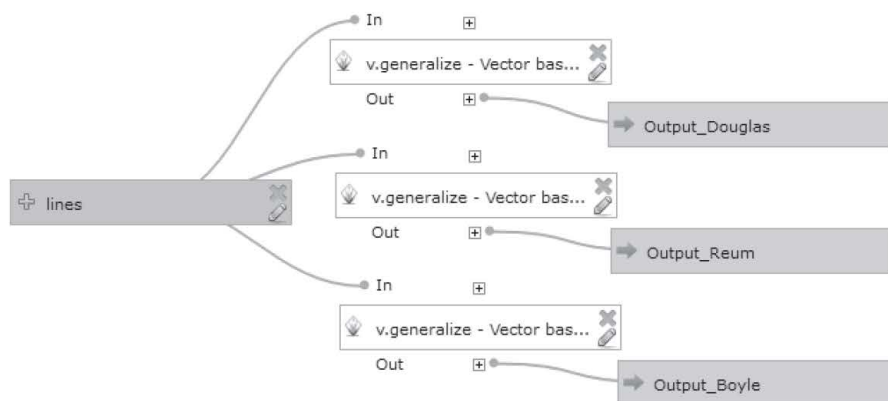 In
v.generalize - Vector bas...
Out
Output_Douglas
In
lines
v.generalize - Vector bas...
Out
Output_Reum
In
v.generalize - Vector bas...
Out
Output_Boyle